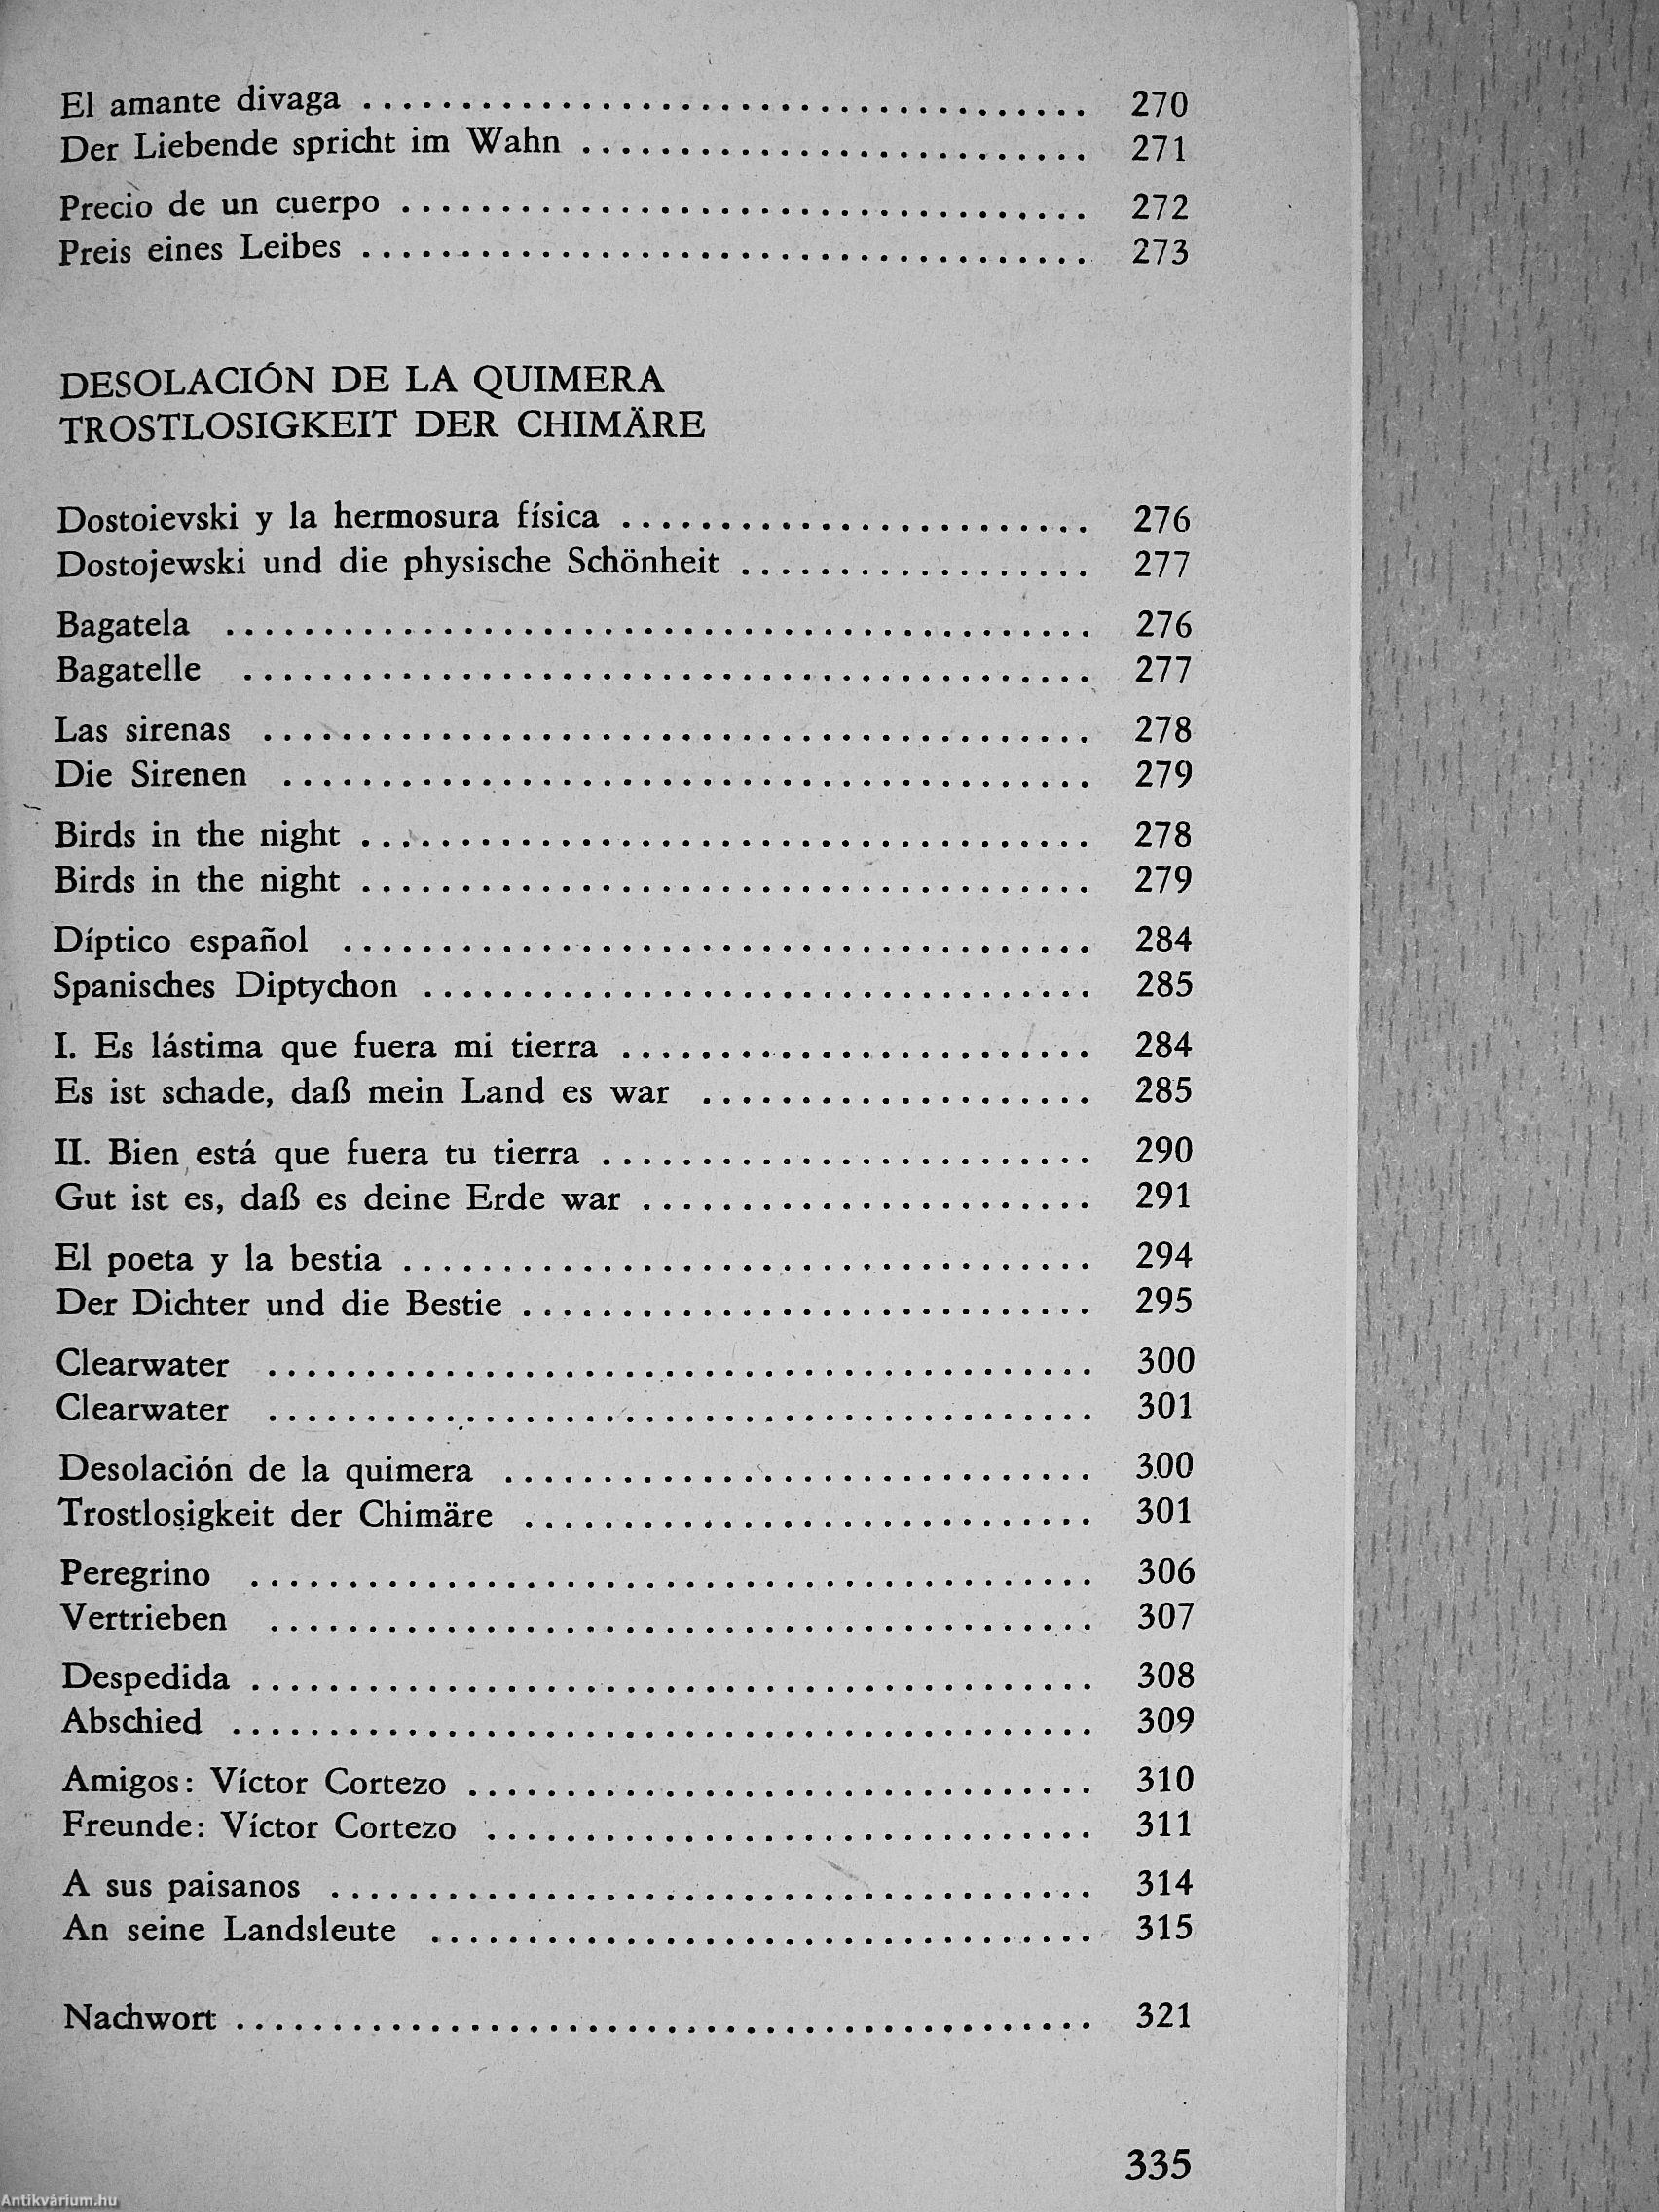 El amante divaga ..................................... 270
Der Liebende spricht im Wahn .......................... 271
Precio de un cuerpo ................................... 272
Preis eines Leibes ..................................... 273
DESOLACIÓN DE LA QUIMERA
TROSTLOSIGKEIT DER CHIMÄRE
Dostoievski y la hermosura física ........................ 276
Dostojewski und die physische Schönheit .................. 277
Bagatela ............................................ 276
Bagatelle ........................................... 277
Las sirenas .......................................... 278
Die Sirenen ......................................... 279
Birds in the night ..................................... 278
Birds in the night ..................................... 279
Díptico español ...................................... 284
Spanisches Diptychon .................................. 285
I. Es lástima que fuera mi tierra ........................ 284
Es ist schade, daß mein Land es war .................... 285
II. Bien está que fuera tu tierra ......................... 290
Gut ist es, daß es deine Erde war ....................... 291
El poeta y la bestia ................................... 294
Der Dichter und die Bestie ............................. 295
Clearwater .......................................... 300
Clearwater .......................................... 301
Desolación de la quimera .............................. 300
Trostlosigkeit der Chimäre ............................. 301
Peregrino ........................................... 306
Vertrieben .......................................... 307
Despedida ........................................... 308
Abschied ............................................ 309
Amigos: Víctor Cortezo ................................ 310
Freunde: Víctor Cortezo ............................... 311
A sus paisanos ....................................... 314
An seine Landsleute .................................. 315
Nachwort ............................................ 321
335
Antikvárium.hu